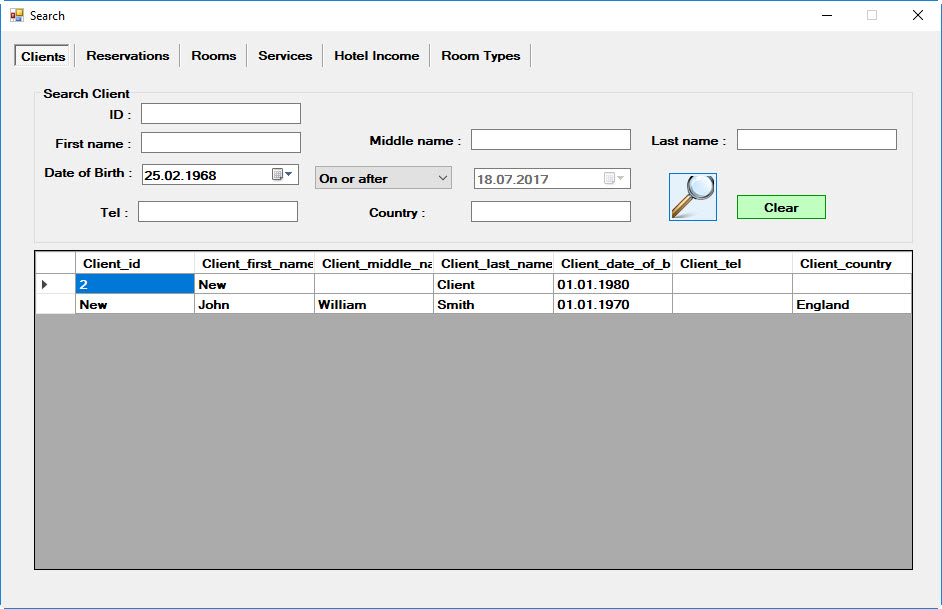 Search
Clients Reservations Rooms Services Hotel Income Room Types
Search Client
ID :
First name : Middle name : Last name :
Date of Birth : 25.02.1968 On or after 18.07.2017
Tel : Country : Clear
Client_id Client_first_name Client_middle_na Client_last_name Client_date_of_b Client_tel Client_country
2 New Client 01.01.1980
New John William Smith 01.01.1970 England